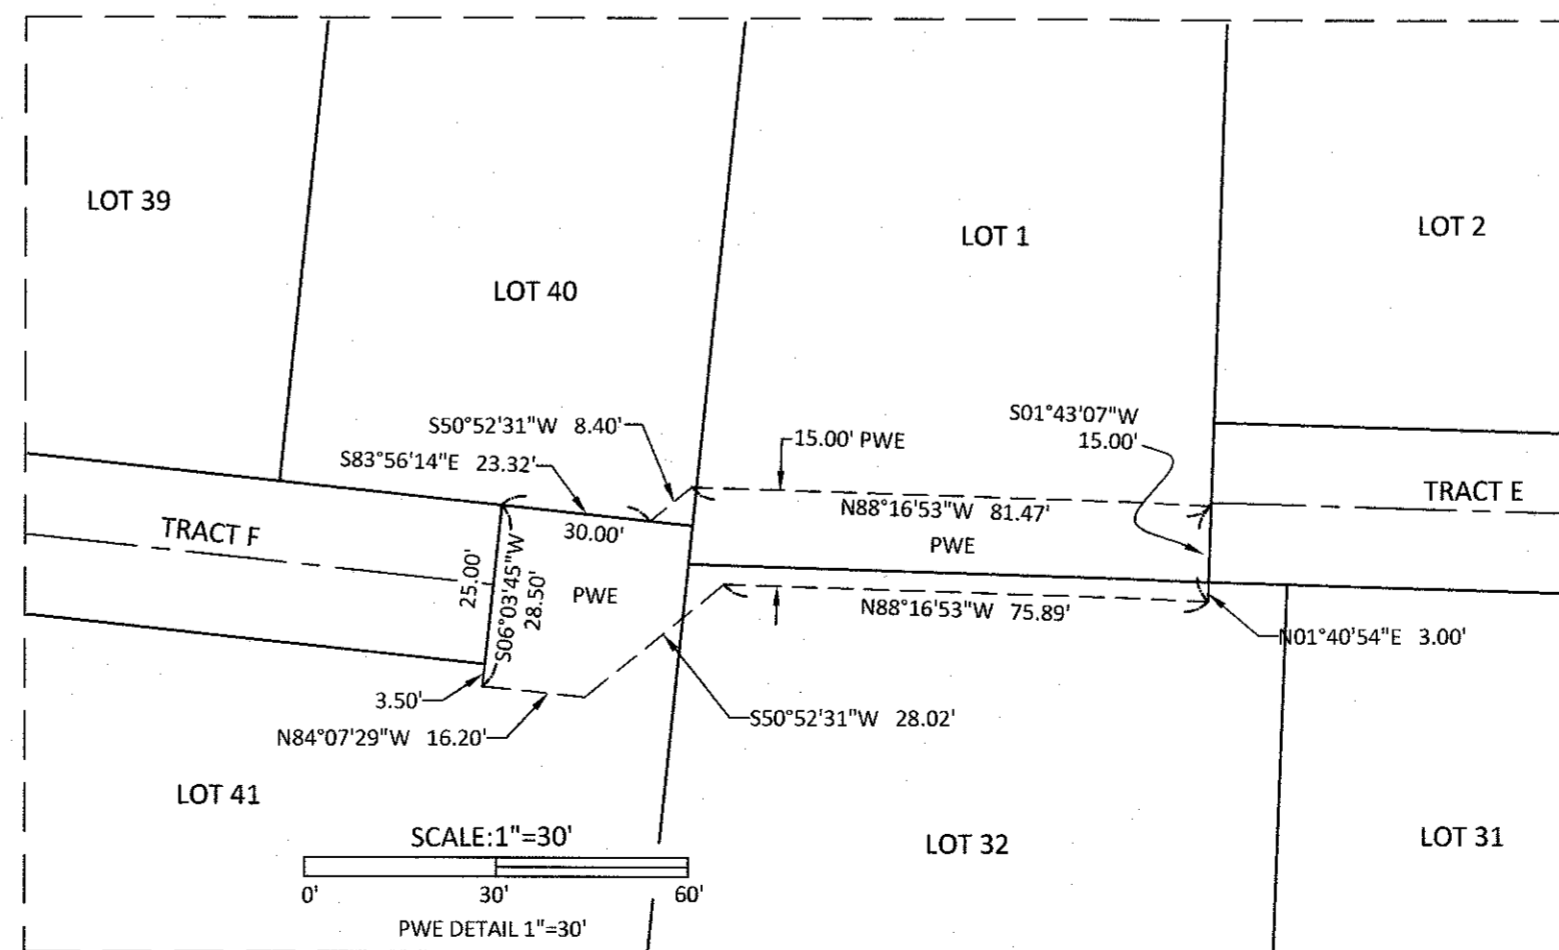 LOT 39
LOT 40
LOT 1
LOT 2
S50°52'31"W 8.40'
S83°56'14"E 23.32'
15.00' PWE
S01°43'07"W
15.00'
TRACT E
N88°16'53"W 81.47'
PWE
TRACT F
30.00'
25.00'
S06°03'45"W
28.50'
PWE
N88°16'53"W 75.89'
N01°40'54"E 3.00'
3.50'
N84°07'29"W 16.20'
S50°52'31"W 28.02'
LOT 41
LOT 32
LOT 31
SCALE:1"=30'
0' 30' 60'
PWE DETAIL 1"=30'